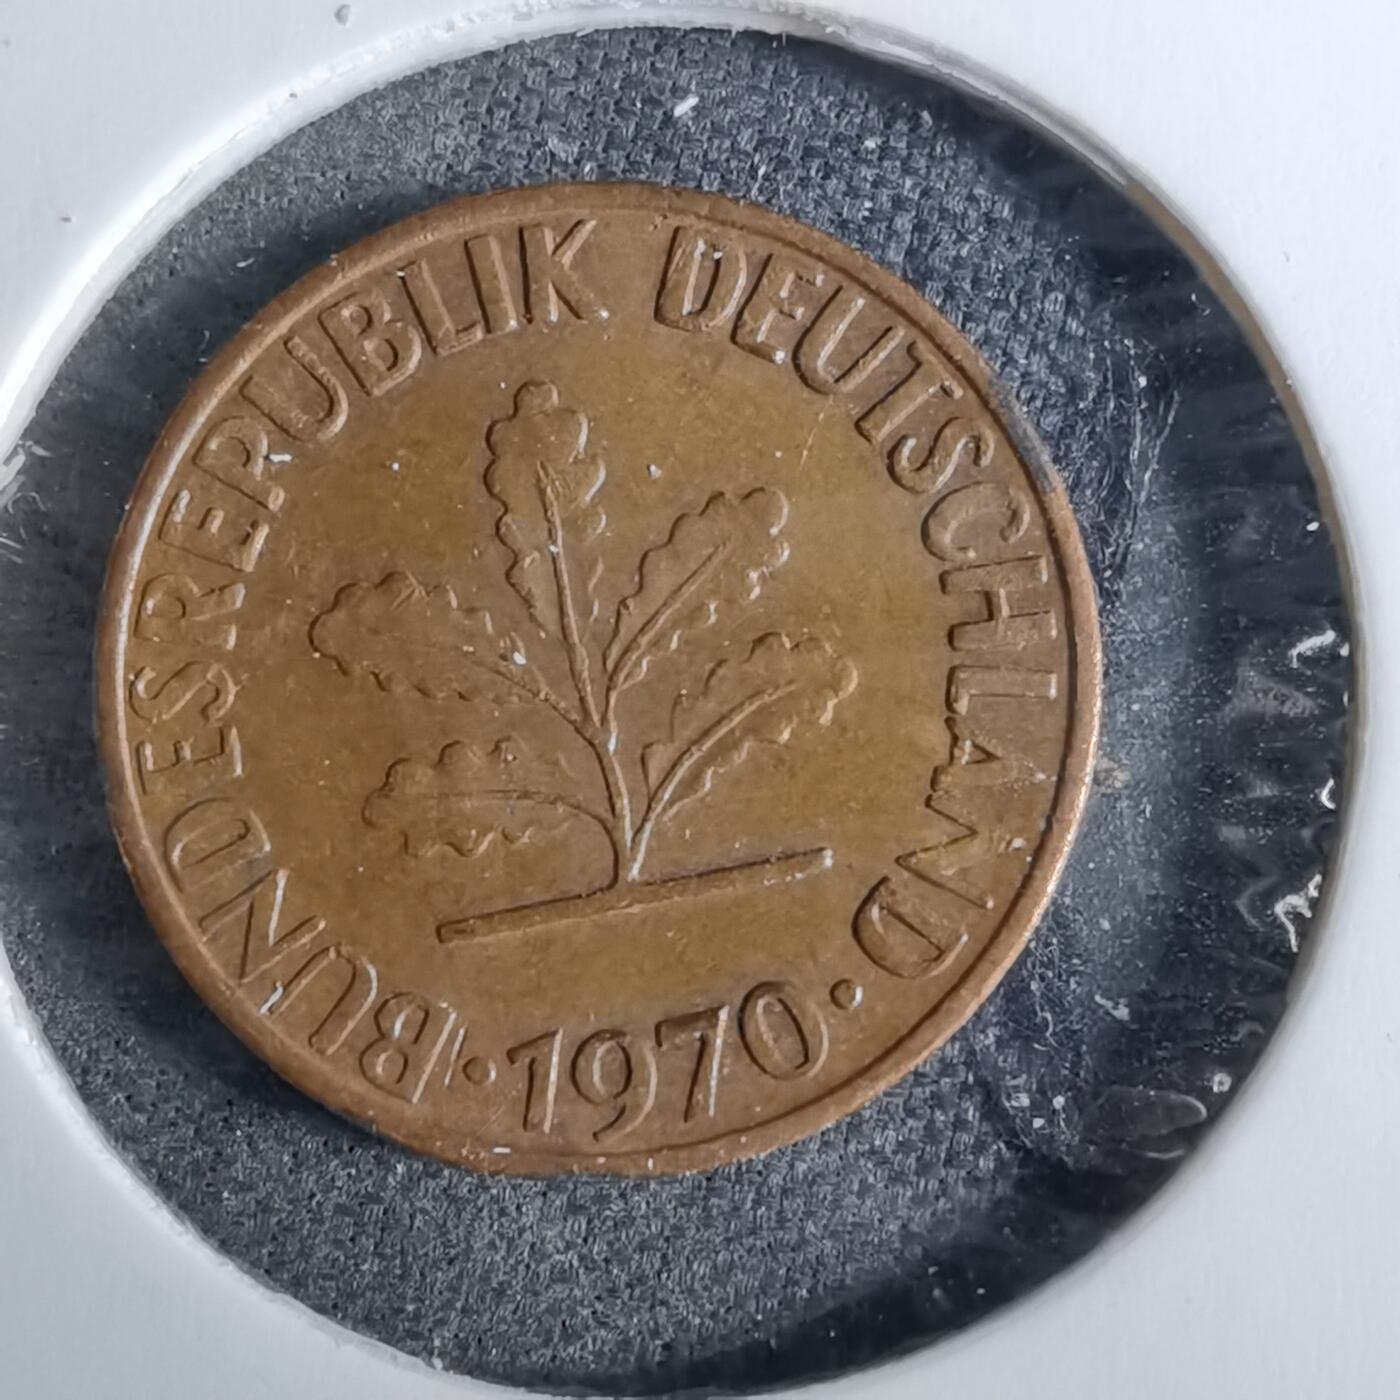 BUNDESREPUBLIK DEUTSCHLAND
· 1970 ·